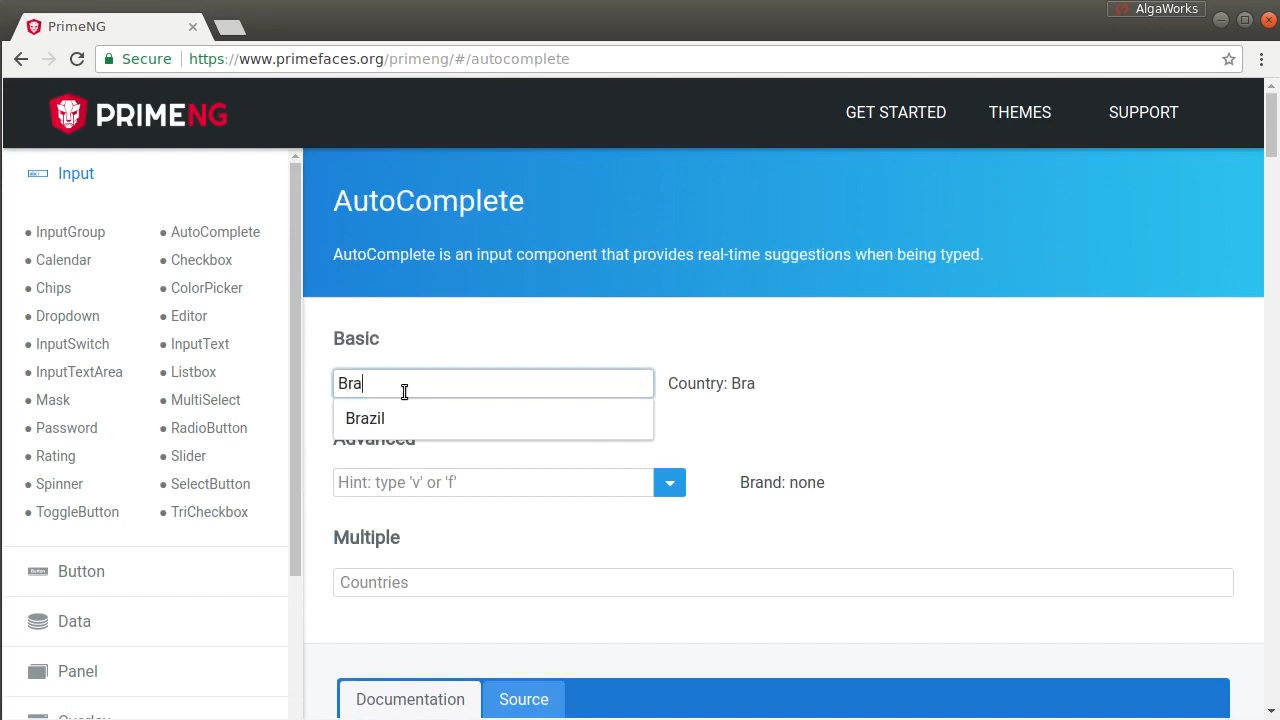 AlgaWorks
PrimeNG
Secure https://www.primefaces.org/primeng/#/autocomplete
PRIMENG
GET STARTED THEMES SUPPORT
Input
InputGroup AutoComplete
Calendar Checkbox
Chips ColorPicker
Dropdown Editor
InputSwitch InputText
InputTextArea Listbox
Mask MultiSelect
Password RadioButton
Rating Slider
Spinner SelectButton
ToggleButton TriCheckbox
Button
Data
Panel
Overlay
AutoComplete
AutoComplete is an input component that provides real-time suggestions when being typed.
Basic
Bra Country: Bra
Brazil
Advanced
Hint: type 'v' or 'f' Brand: none
Multiple
Countries
Documentation Source